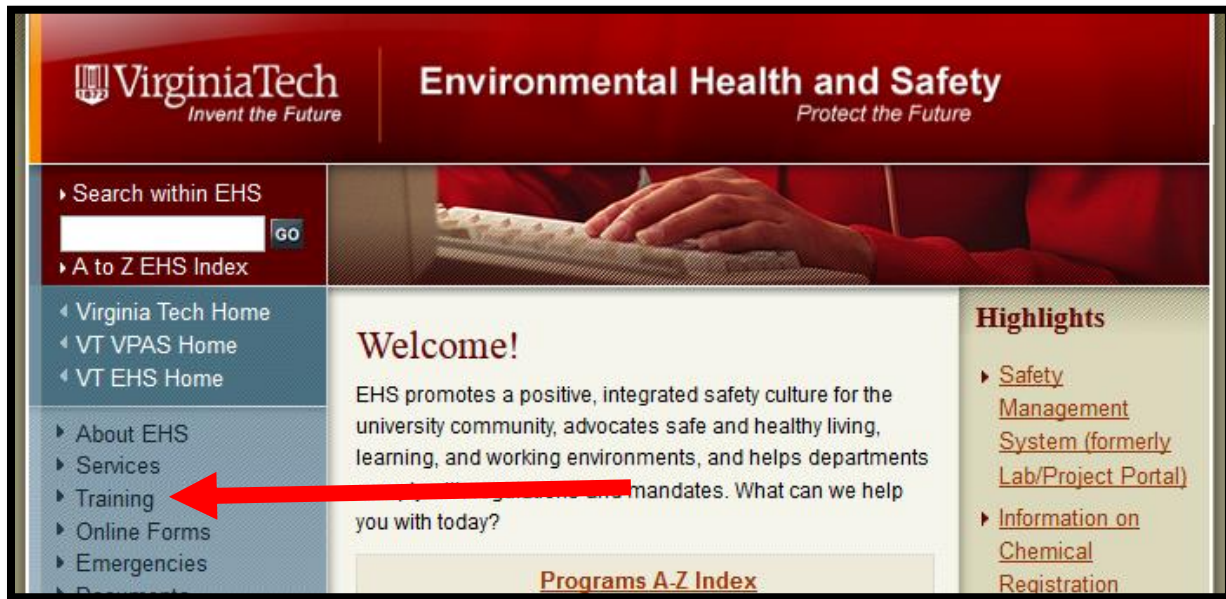 VirginiaTech
1872
Invent the Future
Environmental Health and Safety
Protect the Future
Search within EHS
GO
A to Z EHS Index
Virginia Tech Home
VT VPAS Home
VT EHS Home
About EHS
Services
Training
Online Forms
Emergencies
Documents
Welcome!
EHS promotes a positive, integrated safety culture for the
university community, advocates safe and healthy living,
learning, and working environments, and helps departments
and mandates. What can we help
you with today?
Programs A-Z Index
Highlights
Safety
Management
System (formerly
Lab/Project Portal)
Information on
Chemical
Registration